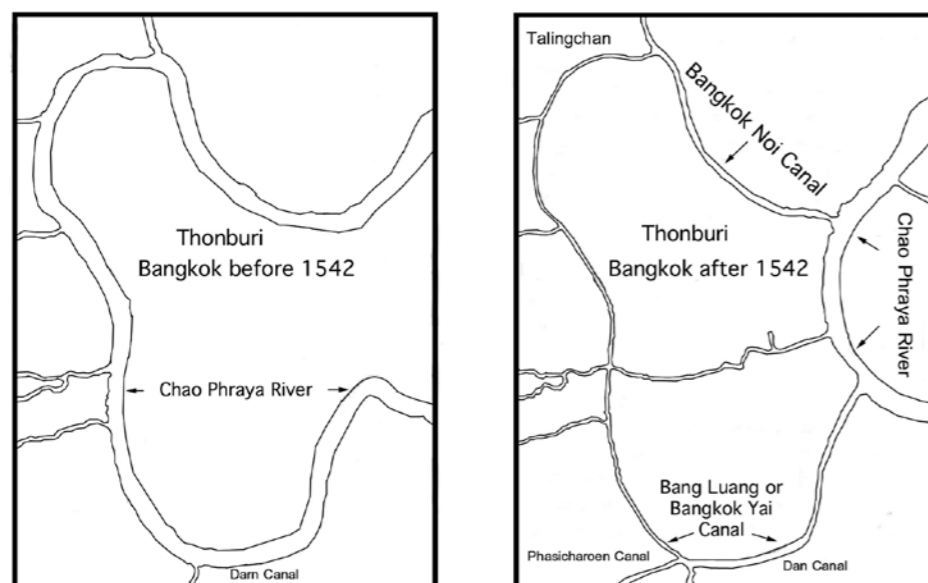 Thonburi
Bangkok before 1542
Chao Phraya River
Darn Canal
Talingchan
Bangkok Noi Canal
Thonburi
Bangkok after 1542
Chao Phraya River
Bang Luang or
Bangkok Yai
Canal
Phasicharoen Canal
Dan Canal